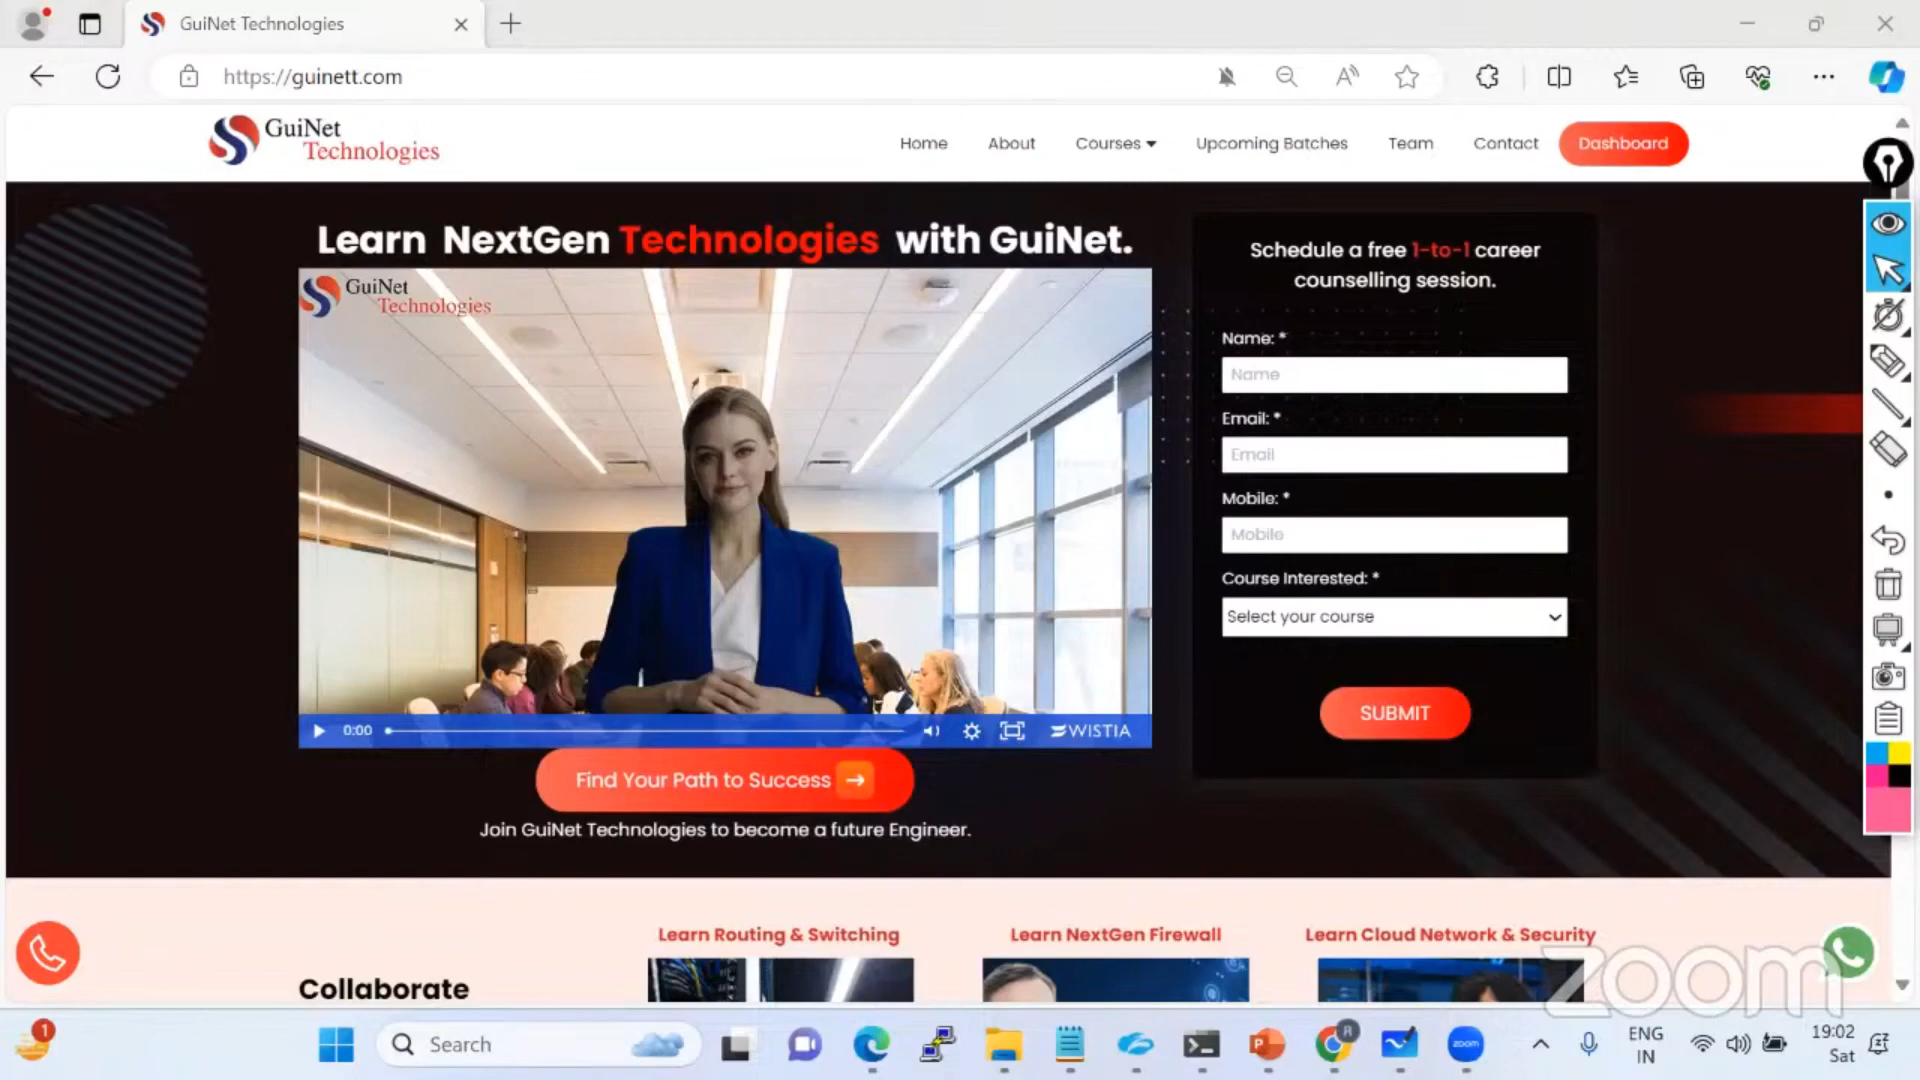 GuiNet Technologies
https://guinett.com
GuiNet
Technologies
Home
About
Courses
Upcoming Batches
Team
Contact
Dashboard
Learn NextGen Technologies with GuiNet.
GuiNet
Technologies
0:00
WISTIA
Find Your Path to Success
Join GuiNet Technologies to become a future Engineer.
Schedule a free 1-to-1 career
counselling session.
Name: *
Name
Email: *
Email
Mobile: *
Mobile
Course Interested: *
Select your course
SUBMIT
Collaborate
Learn Routing & Switching
Learn NextGen Firewall
Learn Cloud Network & Security
zoom
1
Search
R
zoom
ENG
IN
19:02
Sat